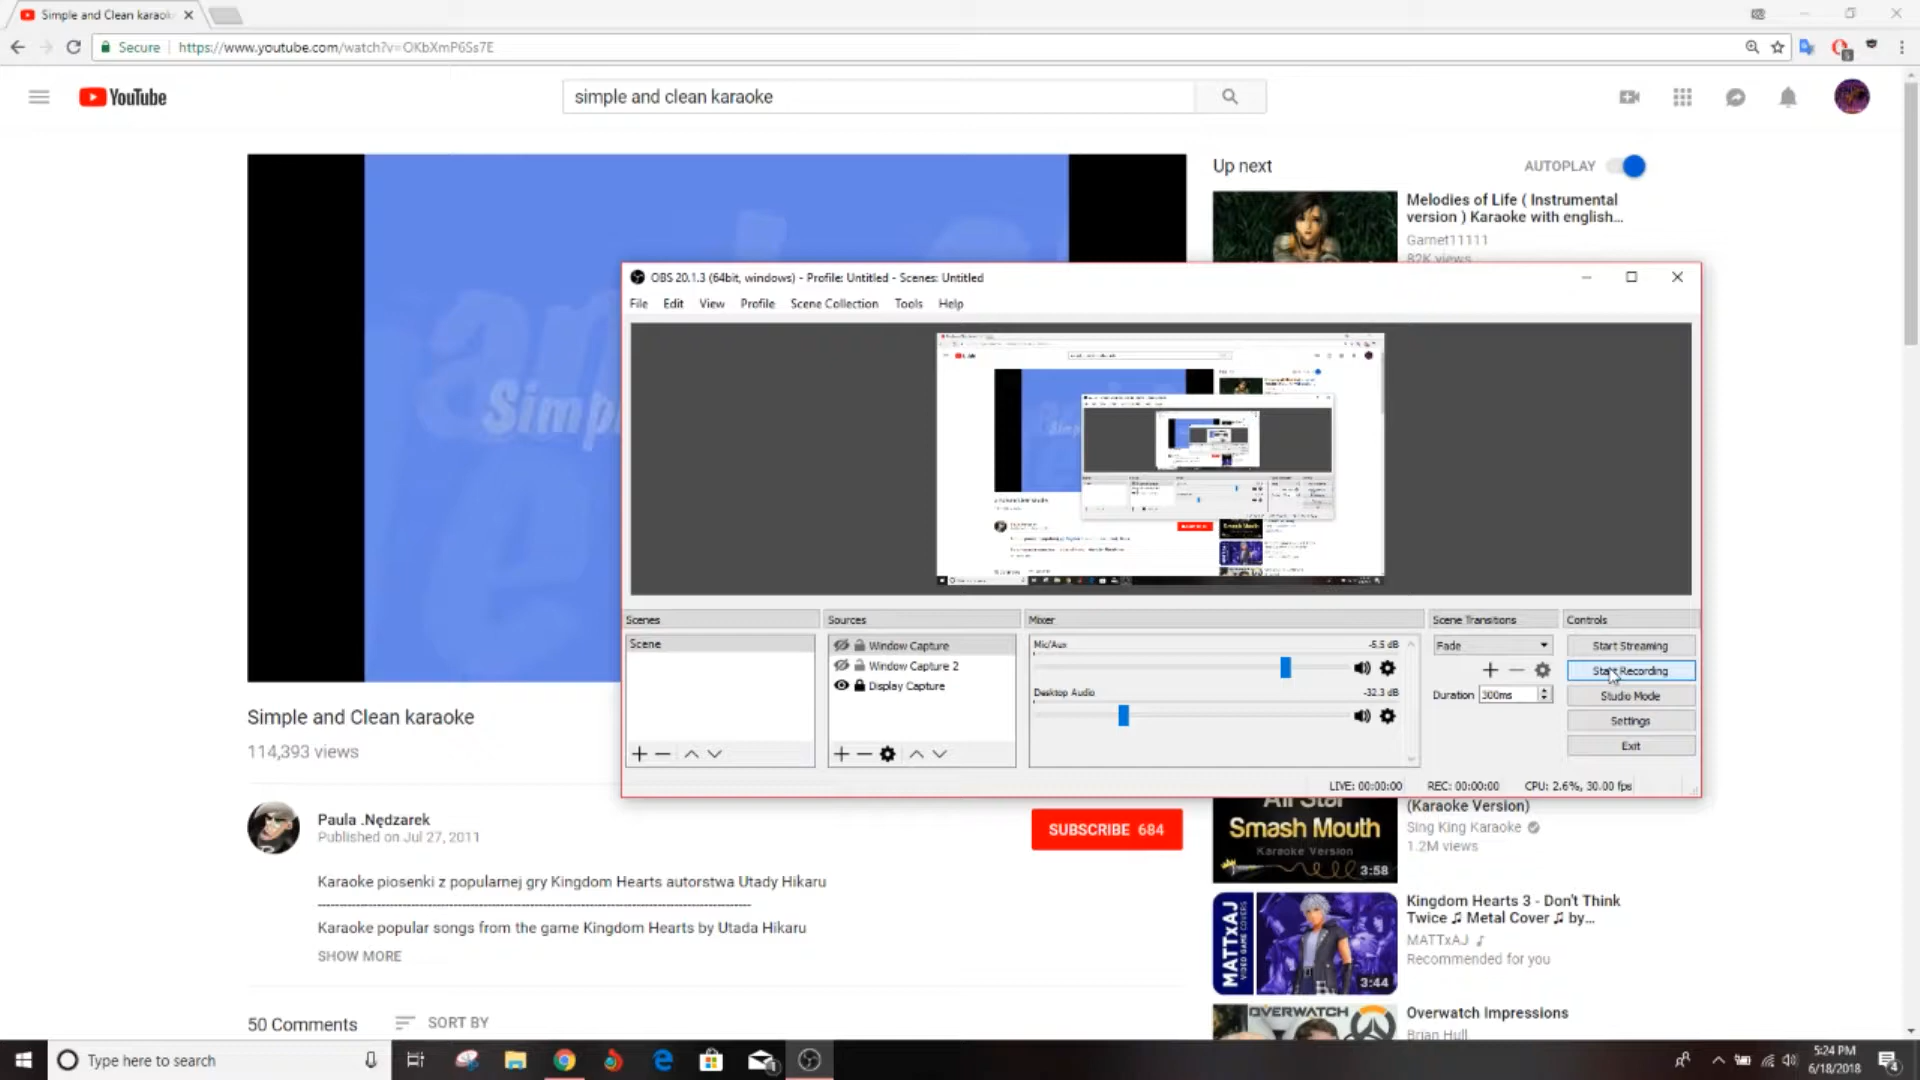 Simple and Clean karaok
Secure
https://www.youtube.com/watch?v=OKbXmP6Ss7E
YouTube
simple and clean karaoke
Up next
AUTOPLAY
Melodies of Life ( Instrumental
version ) Karaoke with english...
Garnet11111
82K views
OBS 20.1.3 (64bit, windows) - Profile: Untitled - Scenes: Untitled
File Edit View Profile Scene Collection Tools Help
Scenes
Scene
Sources
Window Capture
Window Capture 2
Display Capture
Mixer
Mic/Aux
-5.5 dB
Desktop Audio
-32.3 dB
Scene Transitions
Fade
Duration 300ms
Controls
Start Streaming
Start Recording
Studio Mode
Settings
Exit
LIVE: 00:00:00
REC: 00:00:00
CPU: 2.6%, 30.00 fps
Simple and Clean karaoke
114,393 views
Paula .Nędzarek
Published on Jul 27, 2011
SUBSCRIBE 684
Karaoke piosenki z popularnej gry Kingdom Hearts autorstwa Utady Hikaru
Karaoke popular songs from the game Kingdom Hearts by Utada Hikaru
SHOW MORE
50 Comments
SORT BY
All Star
Smash Mouth
Karaoke Version
3:58
(Karaoke Version)
Sing King Karaoke
1.2M views
MATTxAJ
VIDEO GAME COVERS
3:44
Kingdom Hearts 3 - Don't Think
Twice ♫ Metal Cover ♫ by...
MATTxAJ ♪
Recommended for you
OVERWATCH
Overwatch Impressions
Brian Hull
Type here to search
5:24 PM
6/18/2018
4